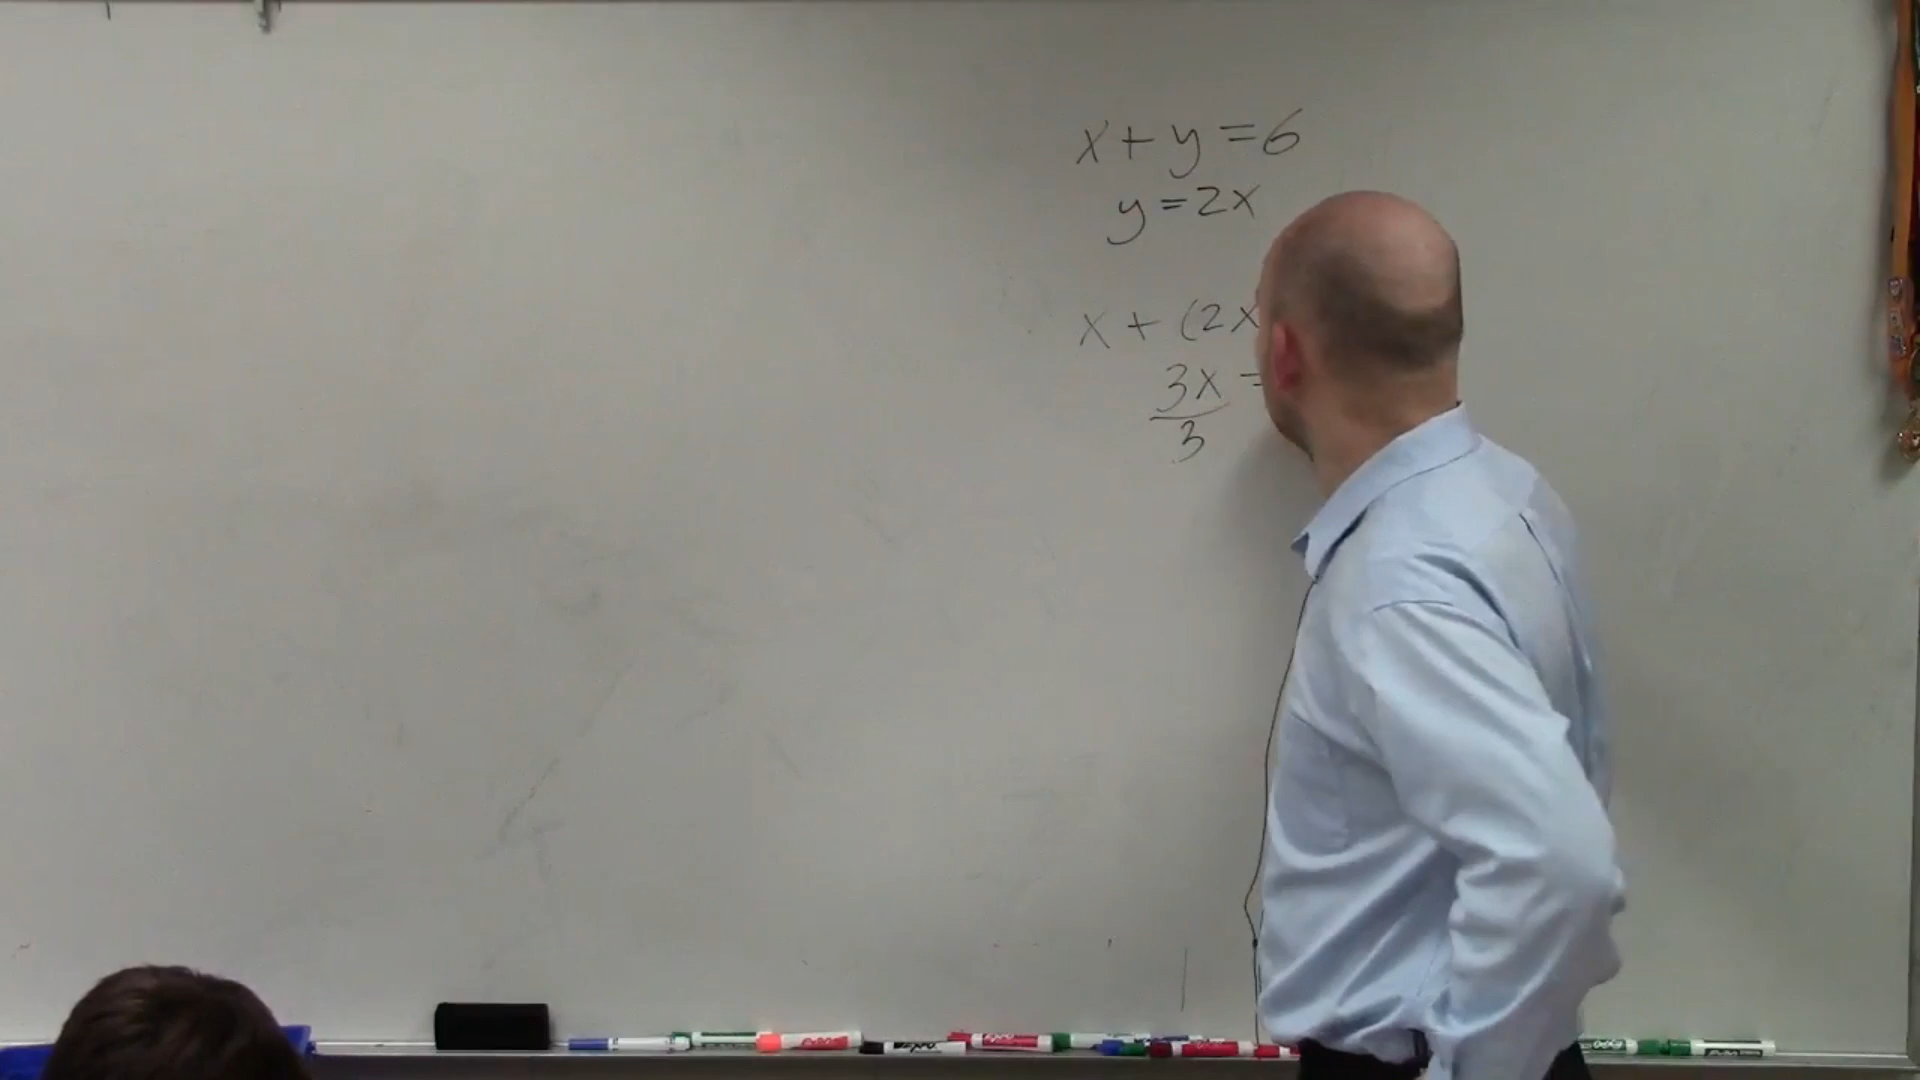 x + y = 6
y = 2x
x + (2x
3x =
3